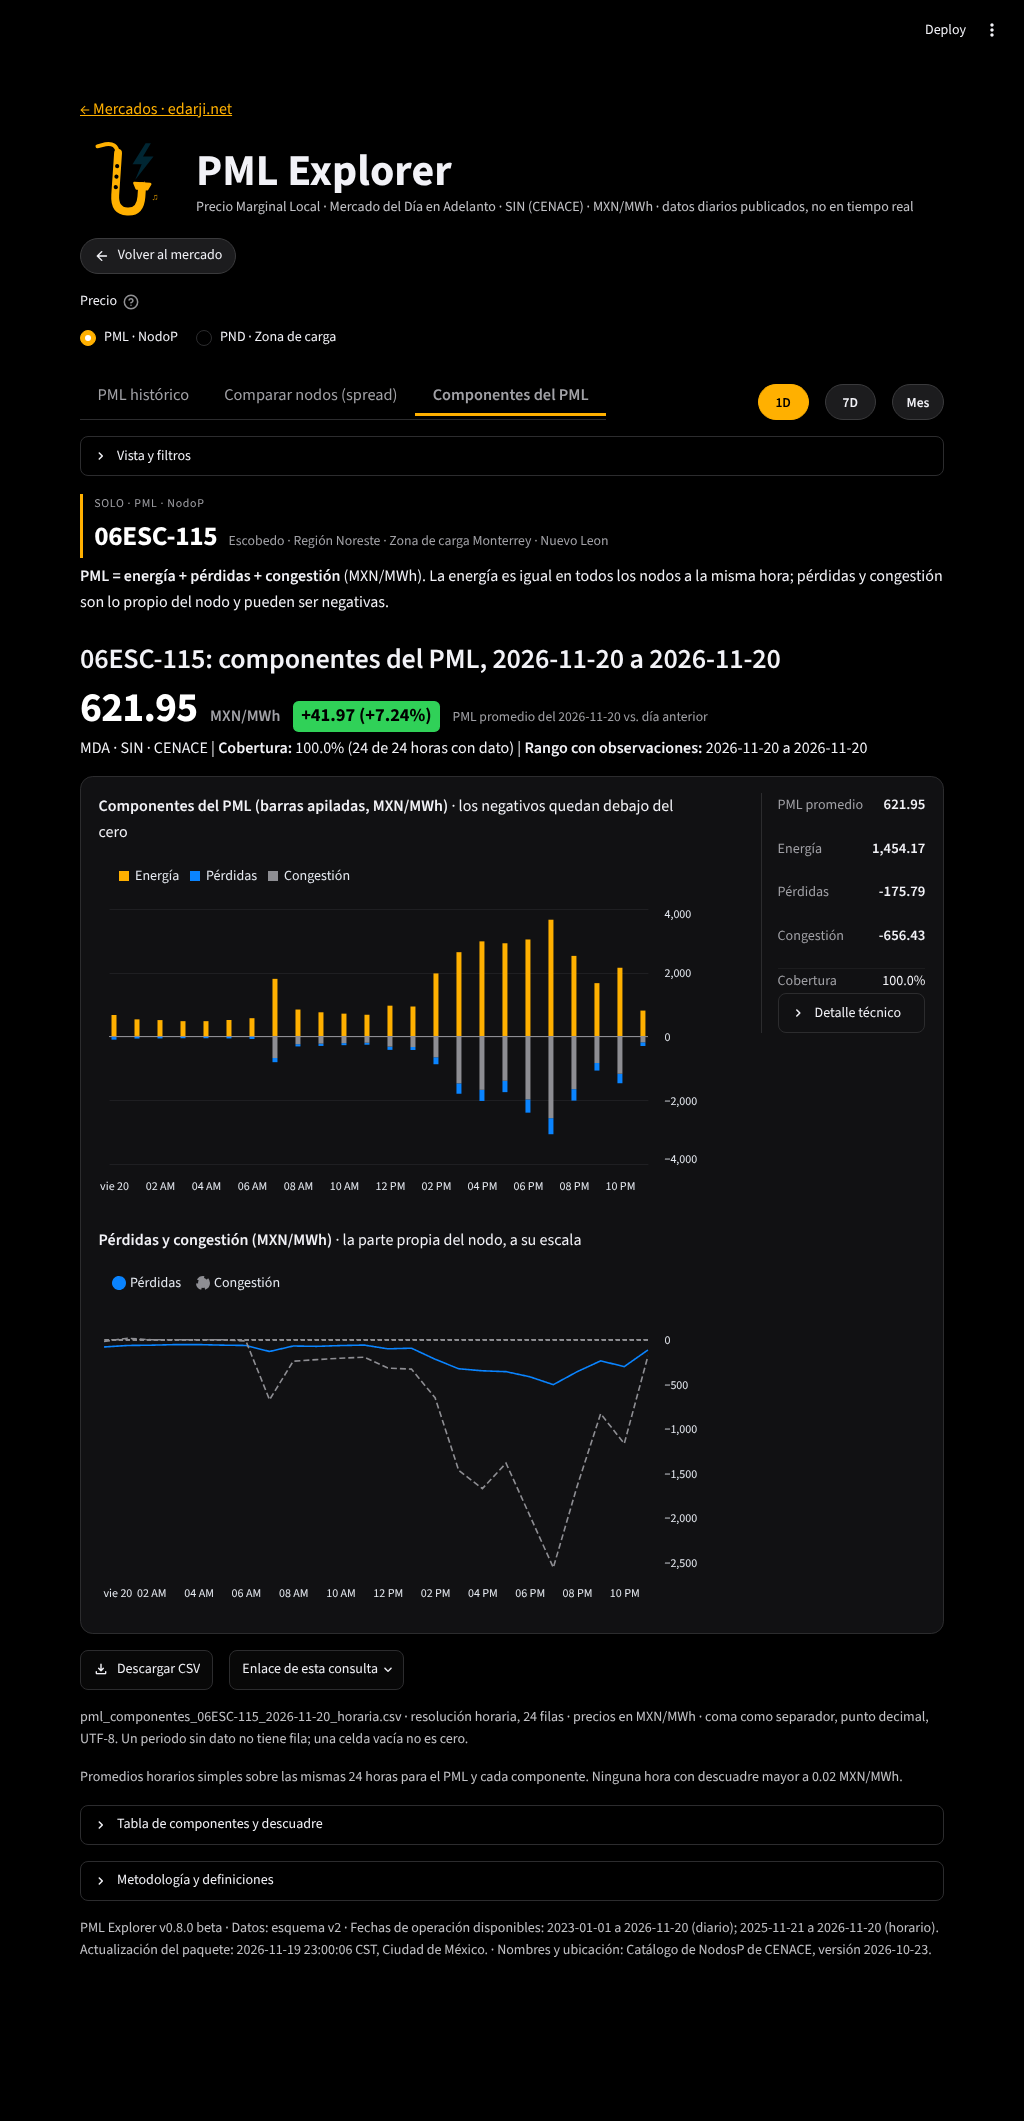 Deploy
← Mercados · edarji.net
PML Explorer
Precio Marginal Local · Mercado del Día en Adelanto · SIN (CENACE) · MXN/MWh · datos diarios publicados, no en tiempo real
Volver al mercado
Precio
PML · NodoP
PND · Zona de carga
PML histórico
Comparar nodos (spread)
Componentes del PML
1D
7D
Mes
Vista y filtros
SOLO · PML · NodoP
06ESC-115 Escobedo · Región Noreste · Zona de carga Monterrey · Nuevo Leon
PML = energía + pérdidas + congestión (MXN/MWh). La energía es igual en todos los nodos a la misma hora; pérdidas y congestión
son lo propio del nodo y pueden ser negativas.
06ESC-115: componentes del PML, 2026-11-20 a 2026-11-20
621.95 MXN/MWh +41.97 (+7.24%) PML promedio del 2026-11-20 vs. día anterior
MDA · SIN · CENACE | Cobertura: 100.0% (24 de 24 horas con dato) | Rango con observaciones: 2026-11-20 a 2026-11-20
Componentes del PML (barras apiladas, MXN/MWh) · los negativos quedan debajo del
cero
Energía Pérdidas Congestión
4,000
2,000
0
−2,000
−4,000
vie 20 02 AM 04 AM 06 AM 08 AM 10 AM 12 PM 02 PM 04 PM 06 PM 08 PM 10 PM
PML promedio 621.95
Energía 1,454.17
Pérdidas -175.79
Congestión -656.43
Cobertura 100.0%
Detalle técnico
Pérdidas y congestión (MXN/MWh) · la parte propia del nodo, a su escala
Pérdidas Congestión
0
−500
−1,000
−1,500
−2,000
−2,500
vie 20 02 AM 04 AM 06 AM 08 AM 10 AM 12 PM 02 PM 04 PM 06 PM 08 PM 10 PM
Descargar CSV
Enlace de esta consulta
pml_componentes_06ESC-115_2026-11-20_horaria.csv · resolución horaria, 24 filas · precios en MXN/MWh · coma como separador, punto decimal,
UTF-8. Un periodo sin dato no tiene fila; una celda vacía no es cero.
Promedios horarios simples sobre las mismas 24 horas para el PML y cada componente. Ninguna hora con descuadre mayor a 0.02 MXN/MWh.
Tabla de componentes y descuadre
Metodología y definiciones
PML Explorer v0.8.0 beta · Datos: esquema v2 · Fechas de operación disponibles: 2023-01-01 a 2026-11-20 (diario); 2025-11-21 a 2026-11-20 (horario).
Actualización del paquete: 2026-11-19 23:00:06 CST, Ciudad de México. · Nombres y ubicación: Catálogo de NodosP de CENACE, versión 2026-10-23.